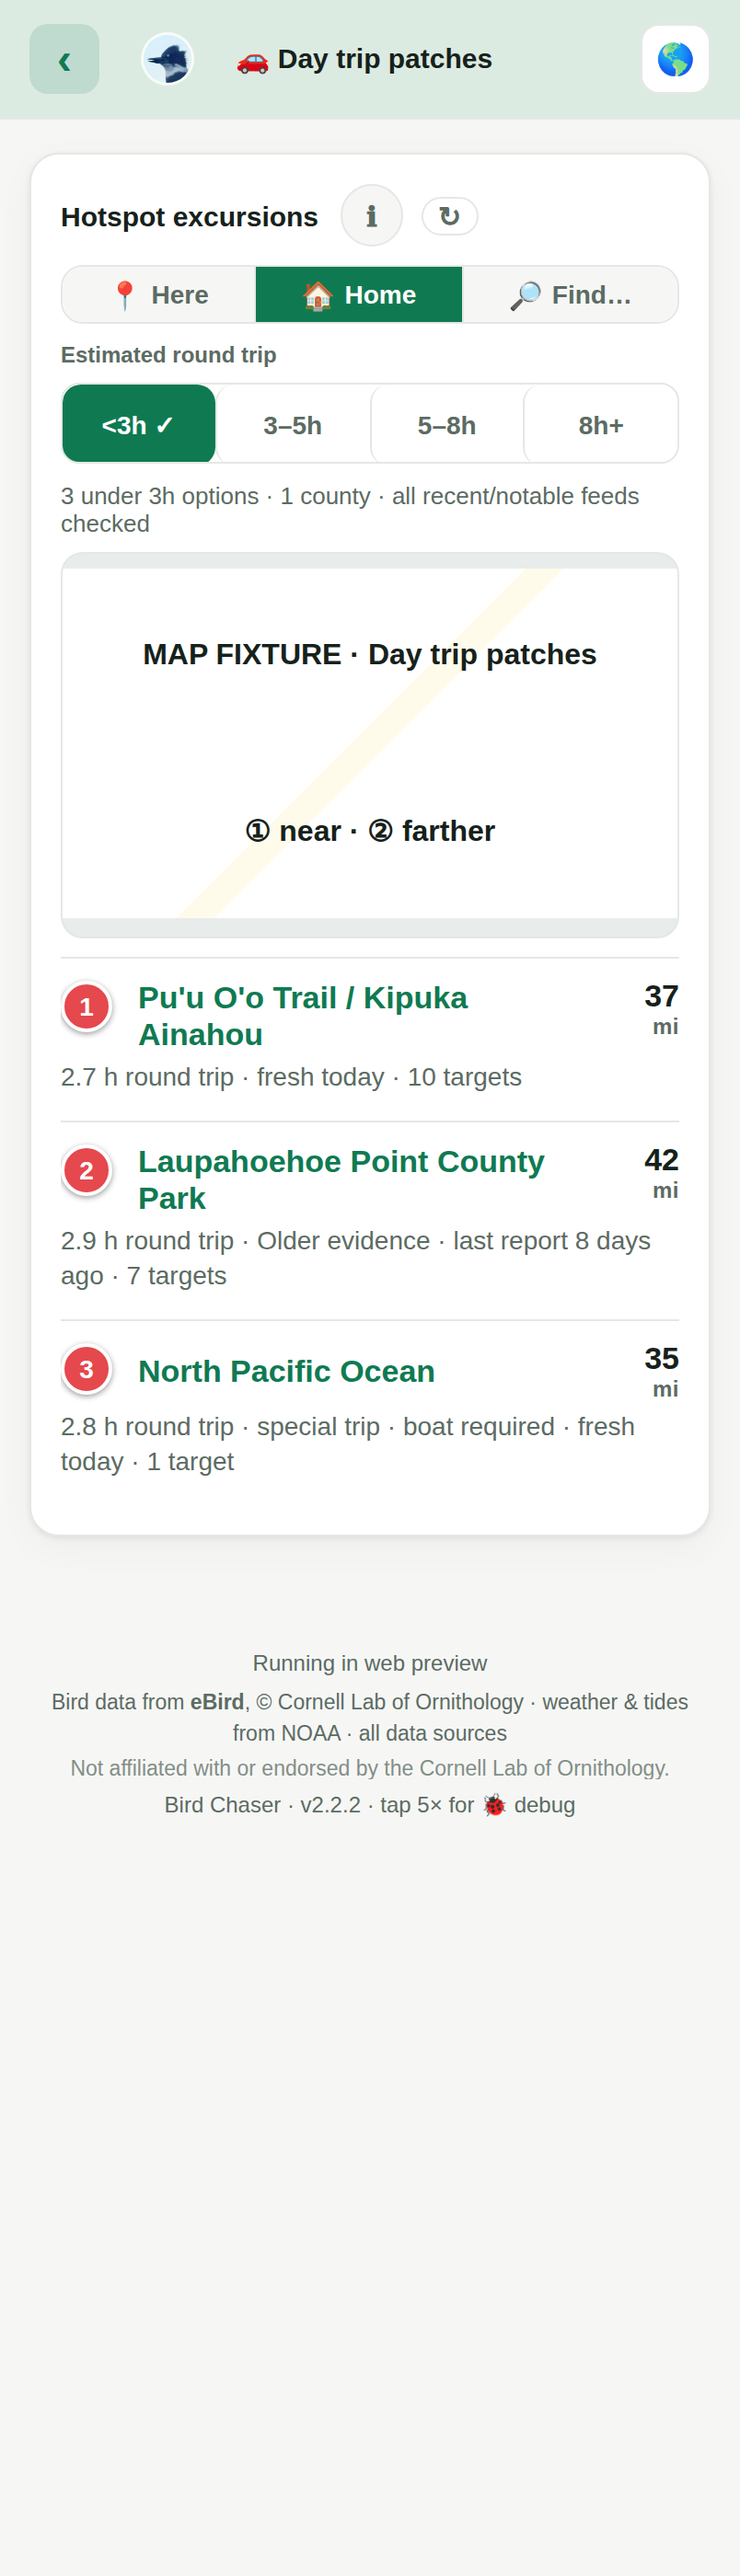 ‹ 🚗 Day trip patches 🌎
Hotspot excursions ℹ ↻
📍 Here 🏠 Home 🔎 Find…
Estimated round trip
<3h ✓ 3–5h 5–8h 8h+
3 under 3h options · 1 county · all recent/notable feeds
checked
MAP FIXTURE · Day trip patches
① near · ② farther
1 Pu'u O'o Trail / Kipuka 37
Ainahou mi
2.7 h round trip · fresh today · 10 targets
2 Laupahoehoe Point County 42
Park mi
2.9 h round trip · Older evidence · last report 8 days
ago · 7 targets
3 North Pacific Ocean 35
mi
2.8 h round trip · special trip · boat required · fresh
today · 1 target
Running in web preview
Bird data from eBird, © Cornell Lab of Ornithology · weather & tides
from NOAA · all data sources
Not affiliated with or endorsed by the Cornell Lab of Ornithology.
Bird Chaser · v2.2.2 · tap 5× for 🐞 debug